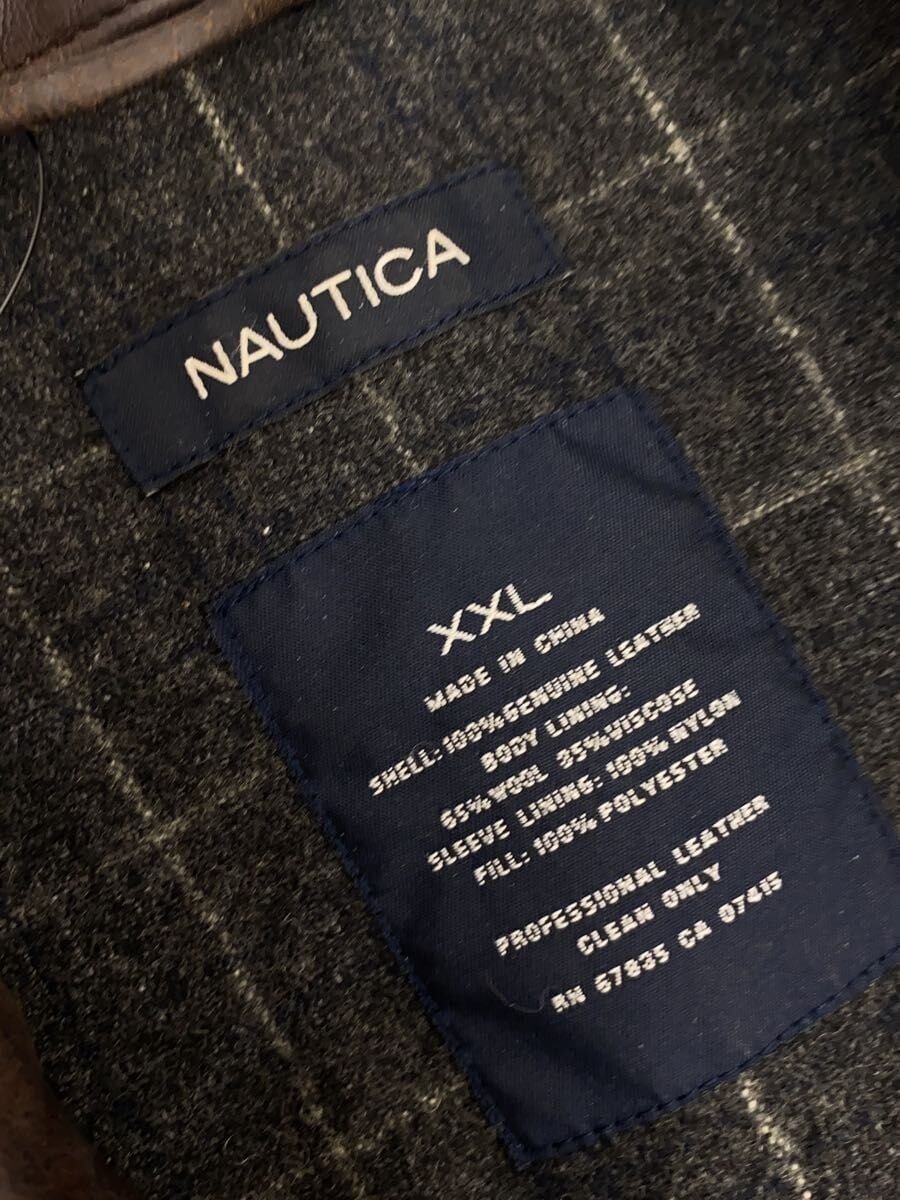 NAUTICA
XXL
MADE IN CHINA
SHELL: 100% GENUINE LEATHER
BODY LINING:
65% WOOL 35% VISCOSE
SLEEVE LINING: 100% NYLON
FILL: 100% POLYESTER
PROFESSIONAL LEATHER
CLEAN ONLY
RN 67835 CA 07415